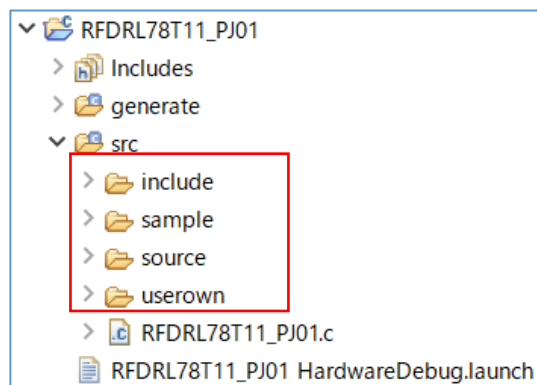 RFDRL78T11_PJ01
Includes
generate
src
include
sample
source
userown
RFDRL78T11_PJ01.c
RFDRL78T11_PJ01 HardwareDebug.launch